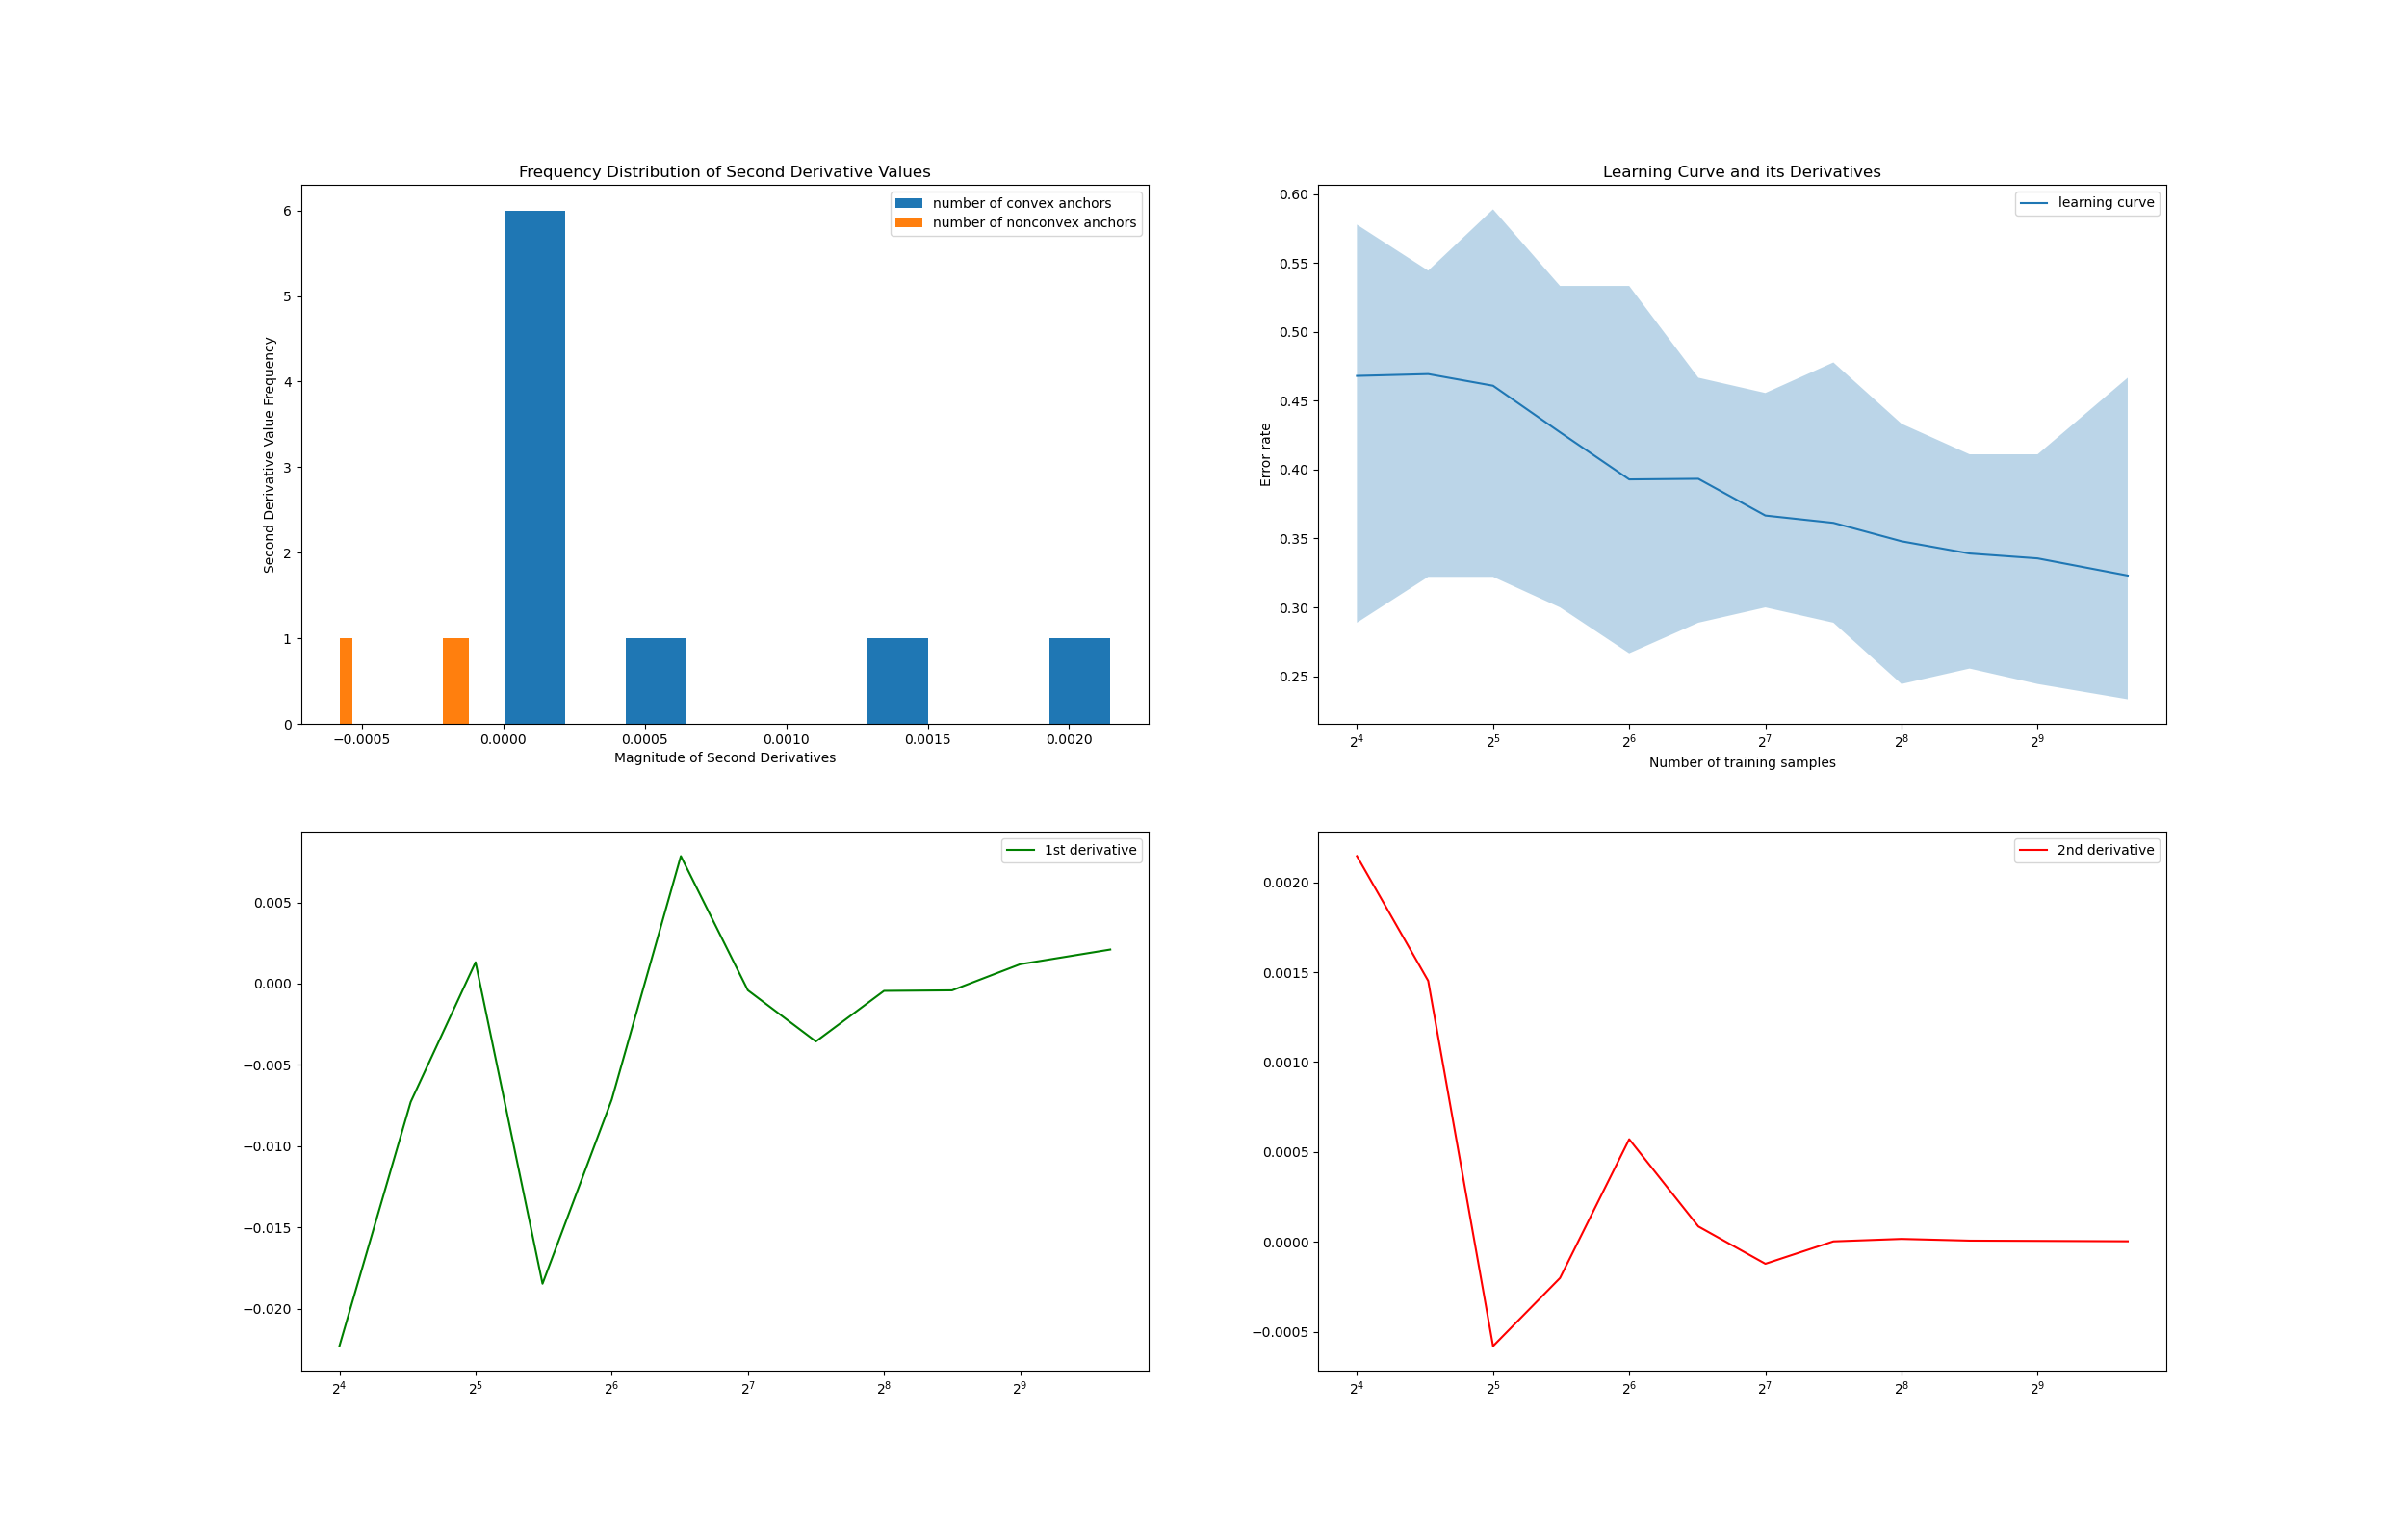 Frequency Distribution of Second Derivative Values
number of convex anchors
number of nonconvex anchors
Second Derivative Value Frequency
6
5
4
3
2
1
0
−0.0005 0.0000 0.0005 0.0010 0.0015 0.0020
Magnitude of Second Derivatives
Learning Curve and its Derivatives
learning curve
Error rate
0.60
0.55
0.50
0.45
0.40
0.35
0.30
0.25
2⁴ 2⁵ 2⁶ 2⁷ 2⁸ 2⁹
Number of training samples
1st derivative
0.005
0.000
−0.005
−0.010
−0.015
−0.020
2⁴ 2⁵ 2⁶ 2⁷ 2⁸ 2⁹
2nd derivative
0.0020
0.0015
0.0010
0.0005
0.0000
−0.0005
2⁴ 2⁵ 2⁶ 2⁷ 2⁸ 2⁹